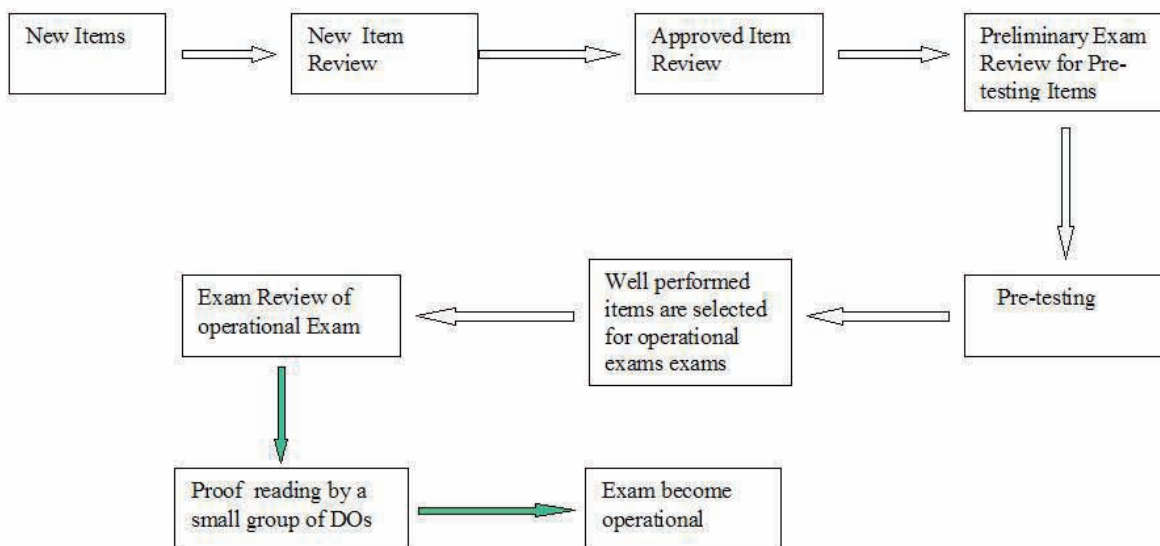 New Items
New Item
Review
Approved Item
Review
Preliminary Exam
Review for Pre-
testing Items
Pre-testing
Well performed
items are selected
for operational
exams exams
Exam Review of
operational Exam
Proof reading by a
small group of DOs
Exam become
operational